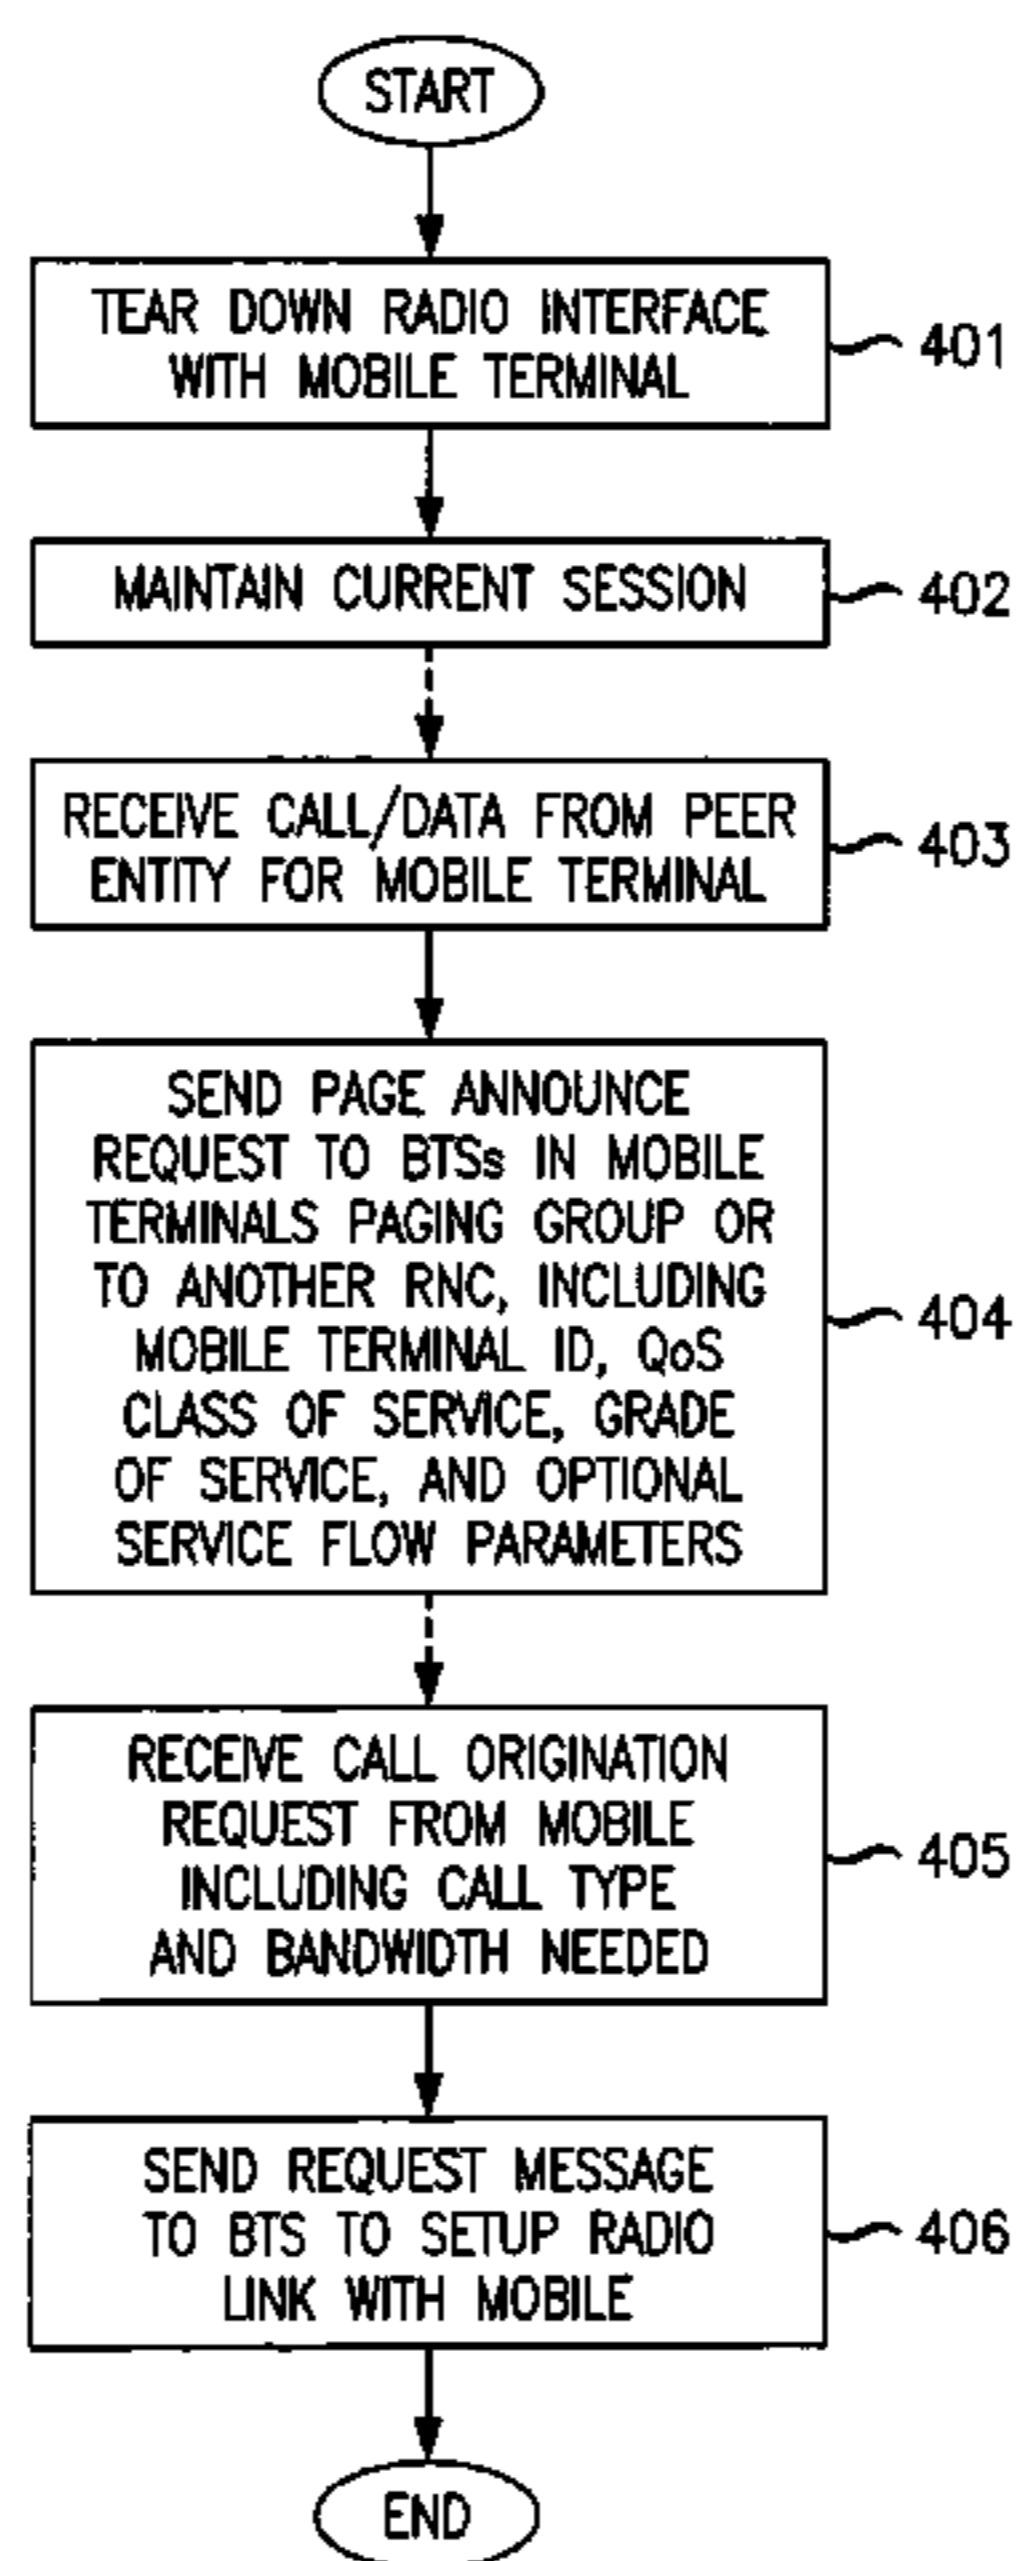 START
TEAR DOWN RADIO INTERFACE
WITH MOBILE TERMINAL
401
MAINTAIN CURRENT SESSION
402
RECEIVE CALL/DATA FROM PEER
ENTITY FOR MOBILE TERMINAL
403
SEND PAGE ANNOUNCE
REQUEST TO BTSs IN MOBILE
TERMINALS PAGING GROUP OR
TO ANOTHER RNC, INCLUDING
MOBILE TERMINAL ID, QoS
CLASS OF SERVICE, GRADE
OF SERVICE, AND OPTIONAL
SERVICE FLOW PARAMETERS
404
RECEIVE CALL ORIGINATION
REQUEST FROM MOBILE
INCLUDING CALL TYPE
AND BANDWIDTH NEEDED
405
SEND REQUEST MESSAGE
TO BTS TO SETUP RADIO
LINK WITH MOBILE
406
END